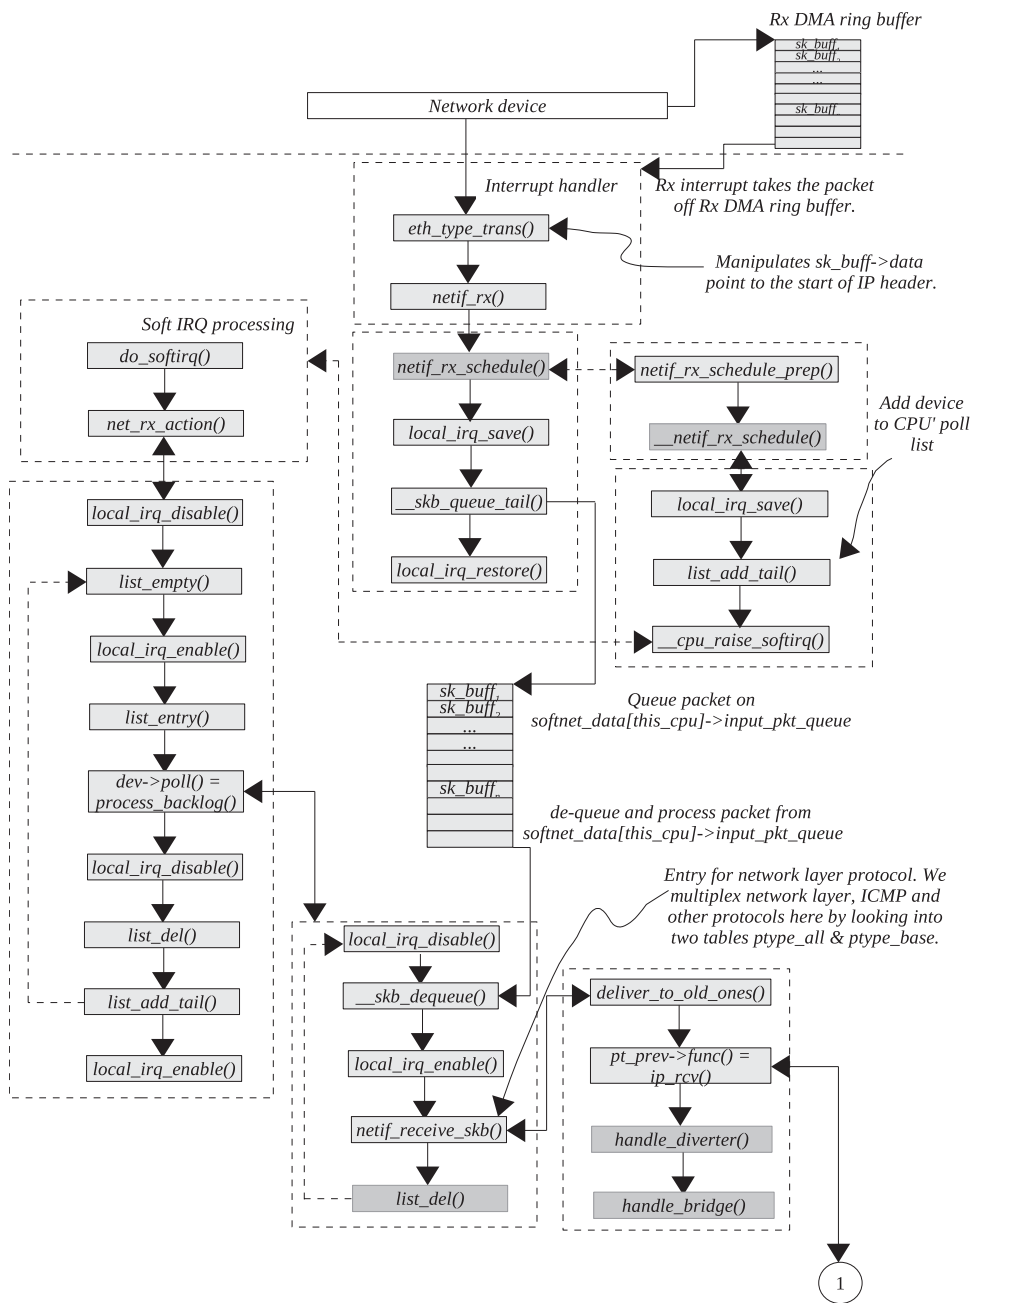 Rx DMA ring buffer
sk_buff1
sk_buff2
...
...
sk_buff
Network device
Interrupt handler
Rx interrupt takes the packet
off Rx DMA ring buffer.
eth_type_trans()
Manipulates sk_buff->data
point to the start of IP header.
netif_rx()
Soft IRQ processing
do_softirq()
net_rx_action()
netif_rx_schedule()
local_irq_save()
__skb_queue_tail()
local_irq_restore()
netif_rx_schedule_prep()
__netif_rx_schedule()
Add device
to CPU' poll
list
local_irq_save()
list_add_tail()
__cpu_raise_softirq()
local_irq_disable()
list_empty()
local_irq_enable()
list_entry()
dev->poll() =
process_backlog()
local_irq_disable()
list_del()
list_add_tail()
local_irq_enable()
sk_buff1
sk_buff2
...
...
sk_buffn
Queue packet on
softnet_data[this_cpu]->input_pkt_queue
de-queue and process packet from
softnet_data[this_cpu]->input_pkt_queue
Entry for network layer protocol. We
multiplex network layer, ICMP and
other protocols here by looking into
two tables ptype_all & ptype_base.
local_irq_disable()
__skb_dequeue()
local_irq_enable()
netif_receive_skb()
list_del()
deliver_to_old_ones()
pt_prev->func() =
ip_rcv()
handle_diverter()
handle_bridge()
1